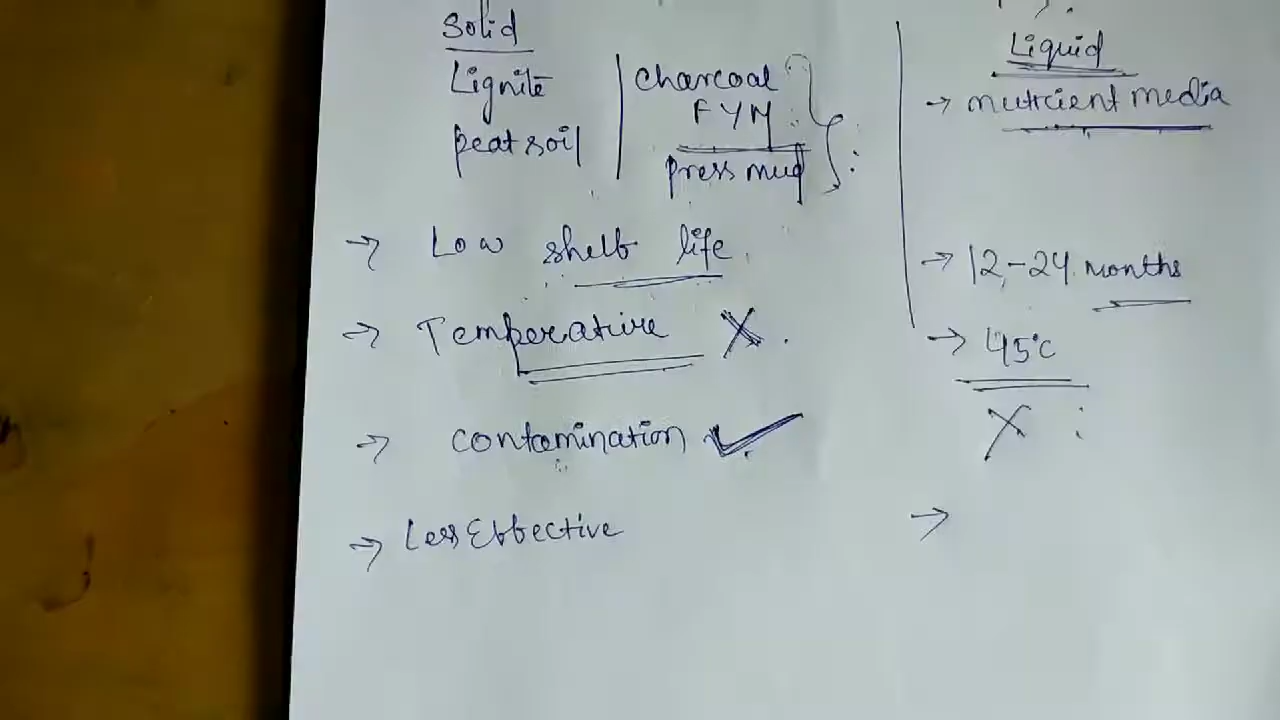 Solid
Lignite
peat soil
charcoal
FYM
press mud
→ Low shelf life.
→ Temperature X.
→ contamination ✓
→ Less Effective
Liquid
→ nutrient media
→ 12-24 months
→ 45°c
X :
→